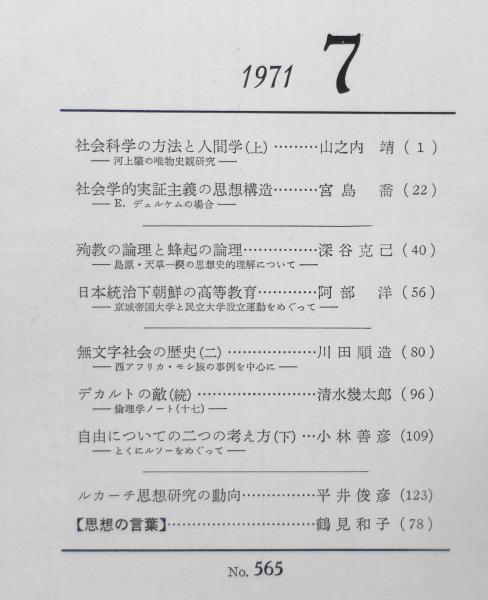 1971 7
社会科学の方法と人間学(上)………山之内 靖( 1 )
―― 河上肇の唯物史観研究 ――
社会学的実証主義の思想構造………宮 島 喬( 22 )
―― E. デュルケムの場合 ――
殉教の論理と蜂起の論理……………深 谷 克 己( 40 )
―― 島原・天草一揆の思想史的理解について ――
日本統治下朝鮮の高等教育…………阿 部 洋( 56 )
―― 京城帝国大学と民立大学設立運動をめぐって ――
無文字社会の歴史(二)………………川 田 順 造( 80 )
―― 西アフリカ・モシ族の事例を中心に ――
デカルトの敵(続)……………………清水幾太郎( 96 )
―― 倫理学ノート(十七) ――
自由についての二つの考え方(下)…小 林 善 彦(109)
―― とくにルソーをめぐって ――
ルカーチ思想研究の動向……………平 井 俊 彦(123)
【思想の言葉】…………………………鶴 見 和 子( 78 )
No. 565